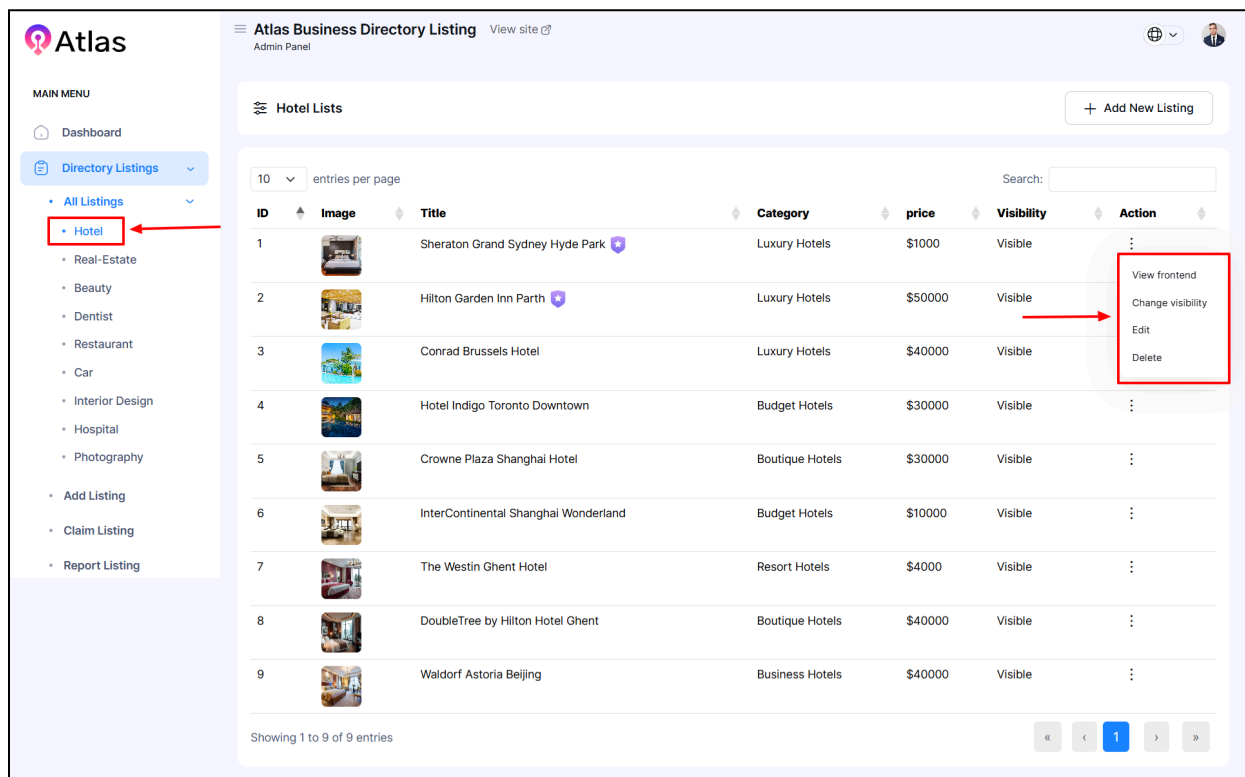 Atlas
Atlas Business Directory Listing View site
Admin Panel
MAIN MENU
Dashboard
Directory Listings
All Listings
Hotel
Real-Estate
Beauty
Dentist
Restaurant
Car
Interior Design
Hospital
Photography
Add Listing
Claim Listing
Report Listing
Hotel Lists
+ Add New Listing
10 entries per page Search:
ID Image Title Category price Visibility Action
1 Sheraton Grand Sydney Hyde Park Luxury Hotels $1000 Visible
View frontend
Change visibility
Edit
Delete
2 Hilton Garden Inn Parth Luxury Hotels $50000 Visible
3 Conrad Brussels Hotel Luxury Hotels $40000 Visible
4 Hotel Indigo Toronto Downtown Budget Hotels $30000 Visible
5 Crowne Plaza Shanghai Hotel Boutique Hotels $30000 Visible
6 InterContinental Shanghai Wonderland Budget Hotels $10000 Visible
7 The Westin Ghent Hotel Resort Hotels $4000 Visible
8 DoubleTree by Hilton Hotel Ghent Boutique Hotels $40000 Visible
9 Waldorf Astoria Beijing Business Hotels $40000 Visible
Showing 1 to 9 of 9 entries « ‹ 1 › »